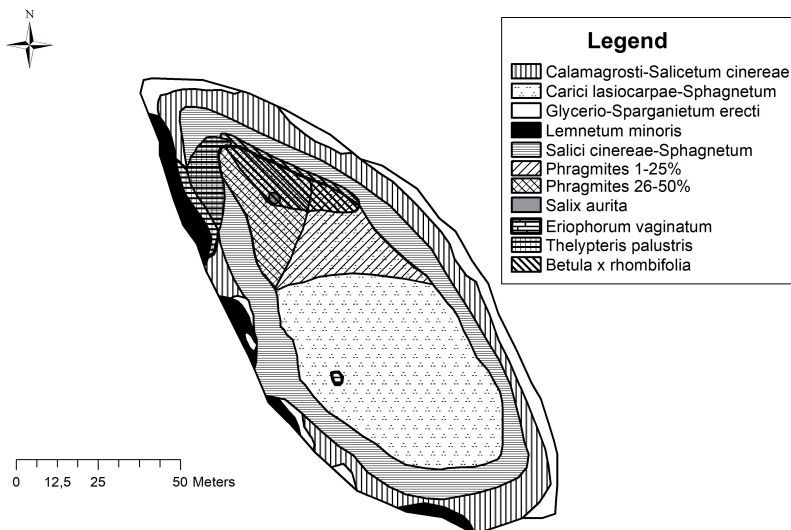 N
Legend
Calamagrosti-Salicetum cinereae
Carici lasiocarpae-Sphagnetum
Glycerio-Sparganietum erecti
Lemnetum minoris
Salici cinereae-Sphagnetum
Phragmites 1-25%
Phragmites 26-50%
Salix aurita
Eriophorum vaginatum
Thelypteris palustris
Betula x rhombifolia
0 12,5 25 50 Meters